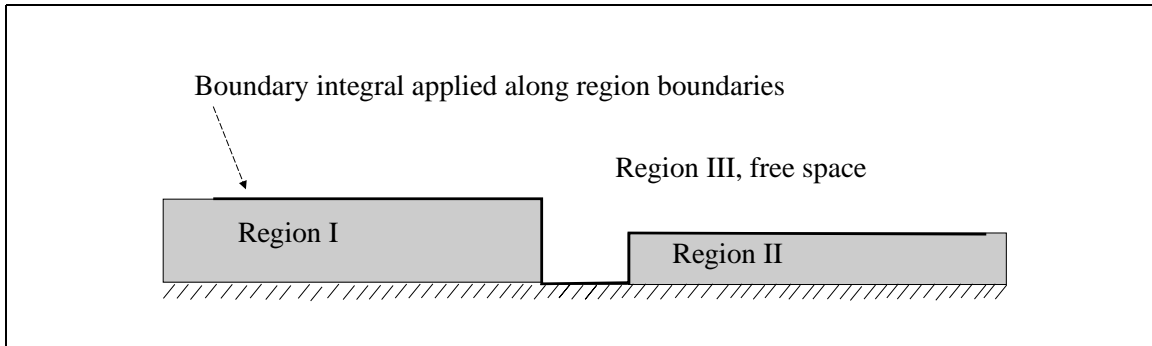 Boundary integral applied along region boundaries
Region III, free space
Region I
Region II